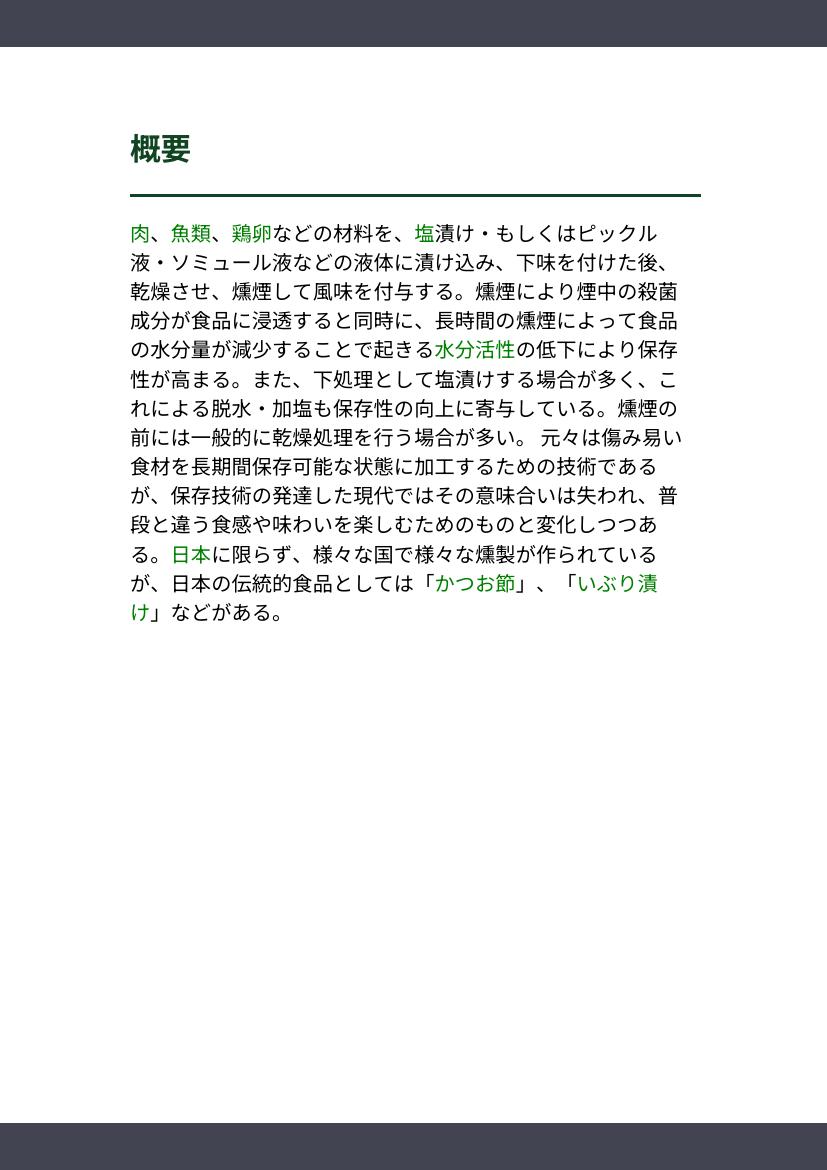 概要
肉、魚類、鶏卵などの材料を、塩漬け・もしくはピックル
液・ソミュール液などの液体に漬け込み、下味を付けた後、
乾燥させ、燻煙して風味を付与する。燻煙により煙中の殺菌
成分が食品に浸透すると同時に、長時間の燻煙によって食品
の水分量が減少することで起きる水分活性の低下により保存
性が高まる。また、下処理として塩漬けする場合が多く、こ
れによる脱水・加塩も保存性の向上に寄与している。燻煙の
前には一般的に乾燥処理を行う場合が多い。 元々は傷み易い
食材を長期間保存可能な状態に加工するための技術である
が、保存技術の発達した現代ではその意味合いは失われ、普
段と違う食感や味わいを楽しむためのものと変化しつつあ
る。日本に限らず、様々な国で様々な燻製が作られている
が、日本の伝統的食品としては「かつお節」、「いぶり漬
け」などがある。